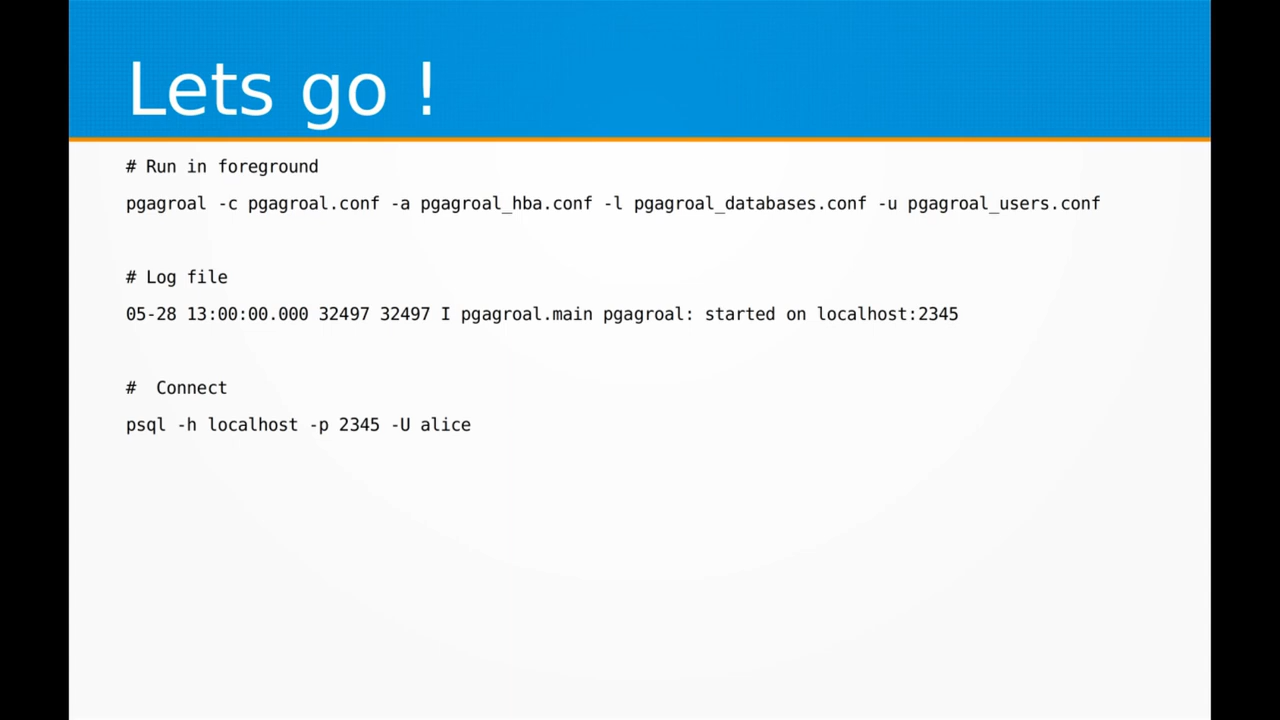 Lets go !
# Run in foreground
pgagroal -c pgagroal.conf -a pgagroal_hba.conf -l pgagroal_databases.conf -u pgagroal_users.conf
# Log file
05-28 13:00:00.000 32497 32497 I pgagroal.main pgagroal: started on localhost:2345
#  Connect
psql -h localhost -p 2345 -U alice